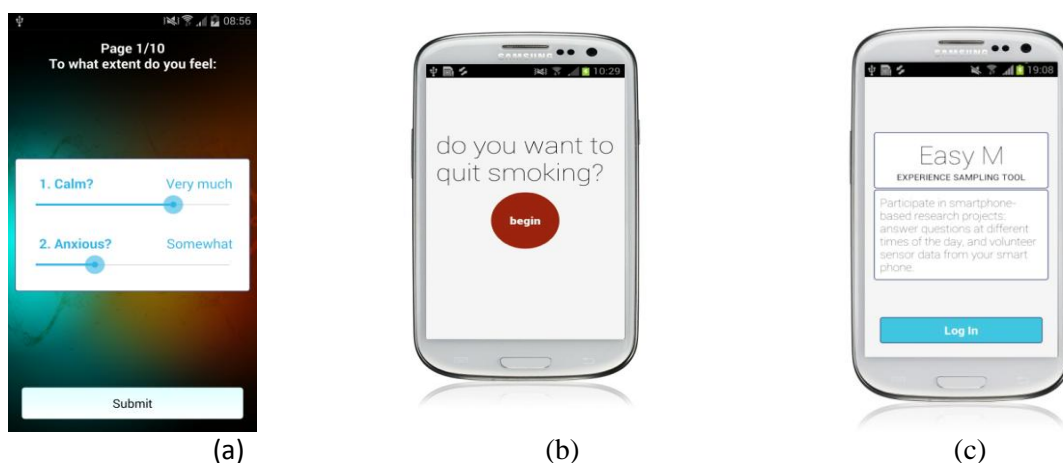 08:56
Page 1/10
To what extent do you feel:
1. Calm? Very much
2. Anxious? Somewhat
Submit
(a)
SAMSUNG
10:29
do you want to
quit smoking?
begin
(b)
SAMSUNG
19:08
Easy M
EXPERIENCE SAMPLING TOOL
Participate in smartphone-
based research projects:
answer questions at different
times of the day, and volunteer
sensor data from your smart
phone.
Log In
(c)